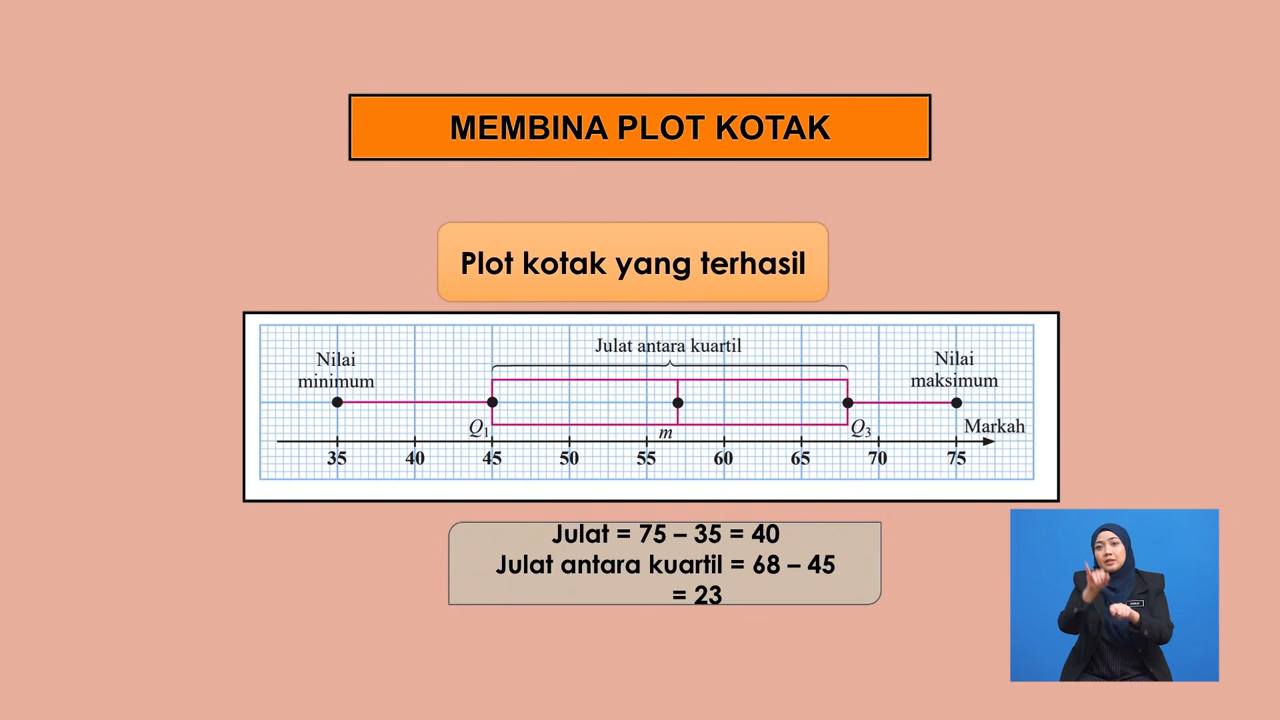 MEMBINA PLOT KOTAK
Plot kotak yang terhasil
Julat antara kuartil
Nilai
minimum
Nilai
maksimum
Q1
m
Q3
Markah
35 40 45 50 55 60 65 70 75
Julat = 75 – 35 = 40
Julat antara kuartil = 68 – 45
= 23